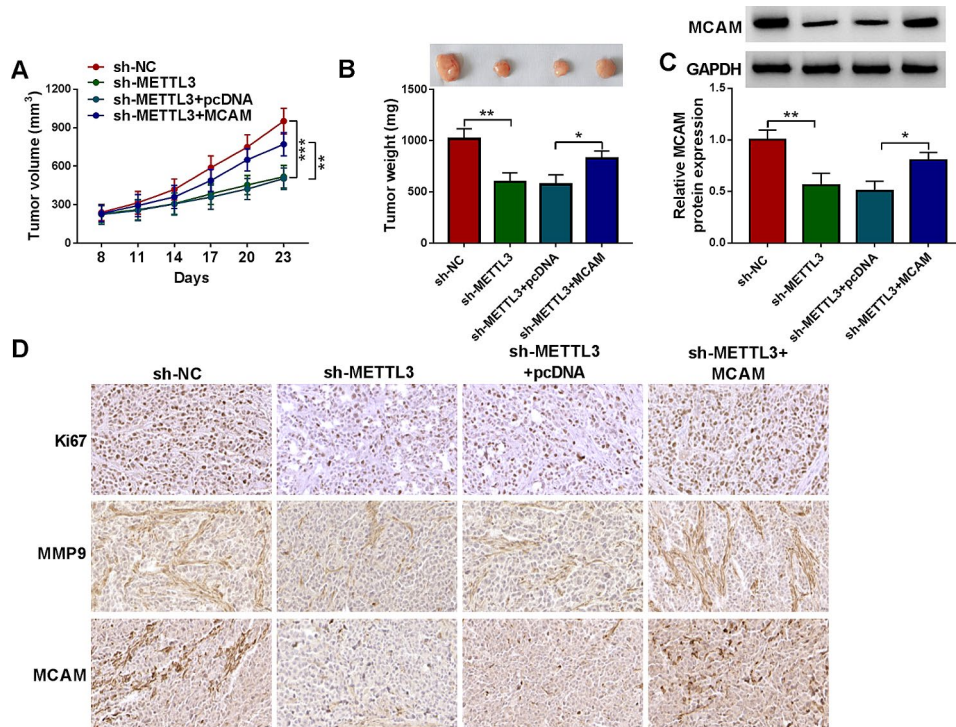 A
sh-NC
sh-METTL3
sh-METTL3+pcDNA
sh-METTL3+MCAM
Tumor volume (mm³)
1200
900
600
300
0
***
**
8 11 14 17 20 23
Days
B
Tumor weight (mg)
1500
1000
500
0
**
*
sh-NC
sh-METTL3
sh-METTL3+pcDNA
sh-METTL3+MCAM
MCAM
C
GAPDH
Relative MCAM
protein expression
1.5
1.0
0.5
0.0
**
*
sh-NC
sh-METTL3
sh-METTL3+pcDNA
sh-METTL3+MCAM
D
sh-NC
sh-METTL3
sh-METTL3
+pcDNA
sh-METTL3+
MCAM
Ki67
MMP9
MCAM